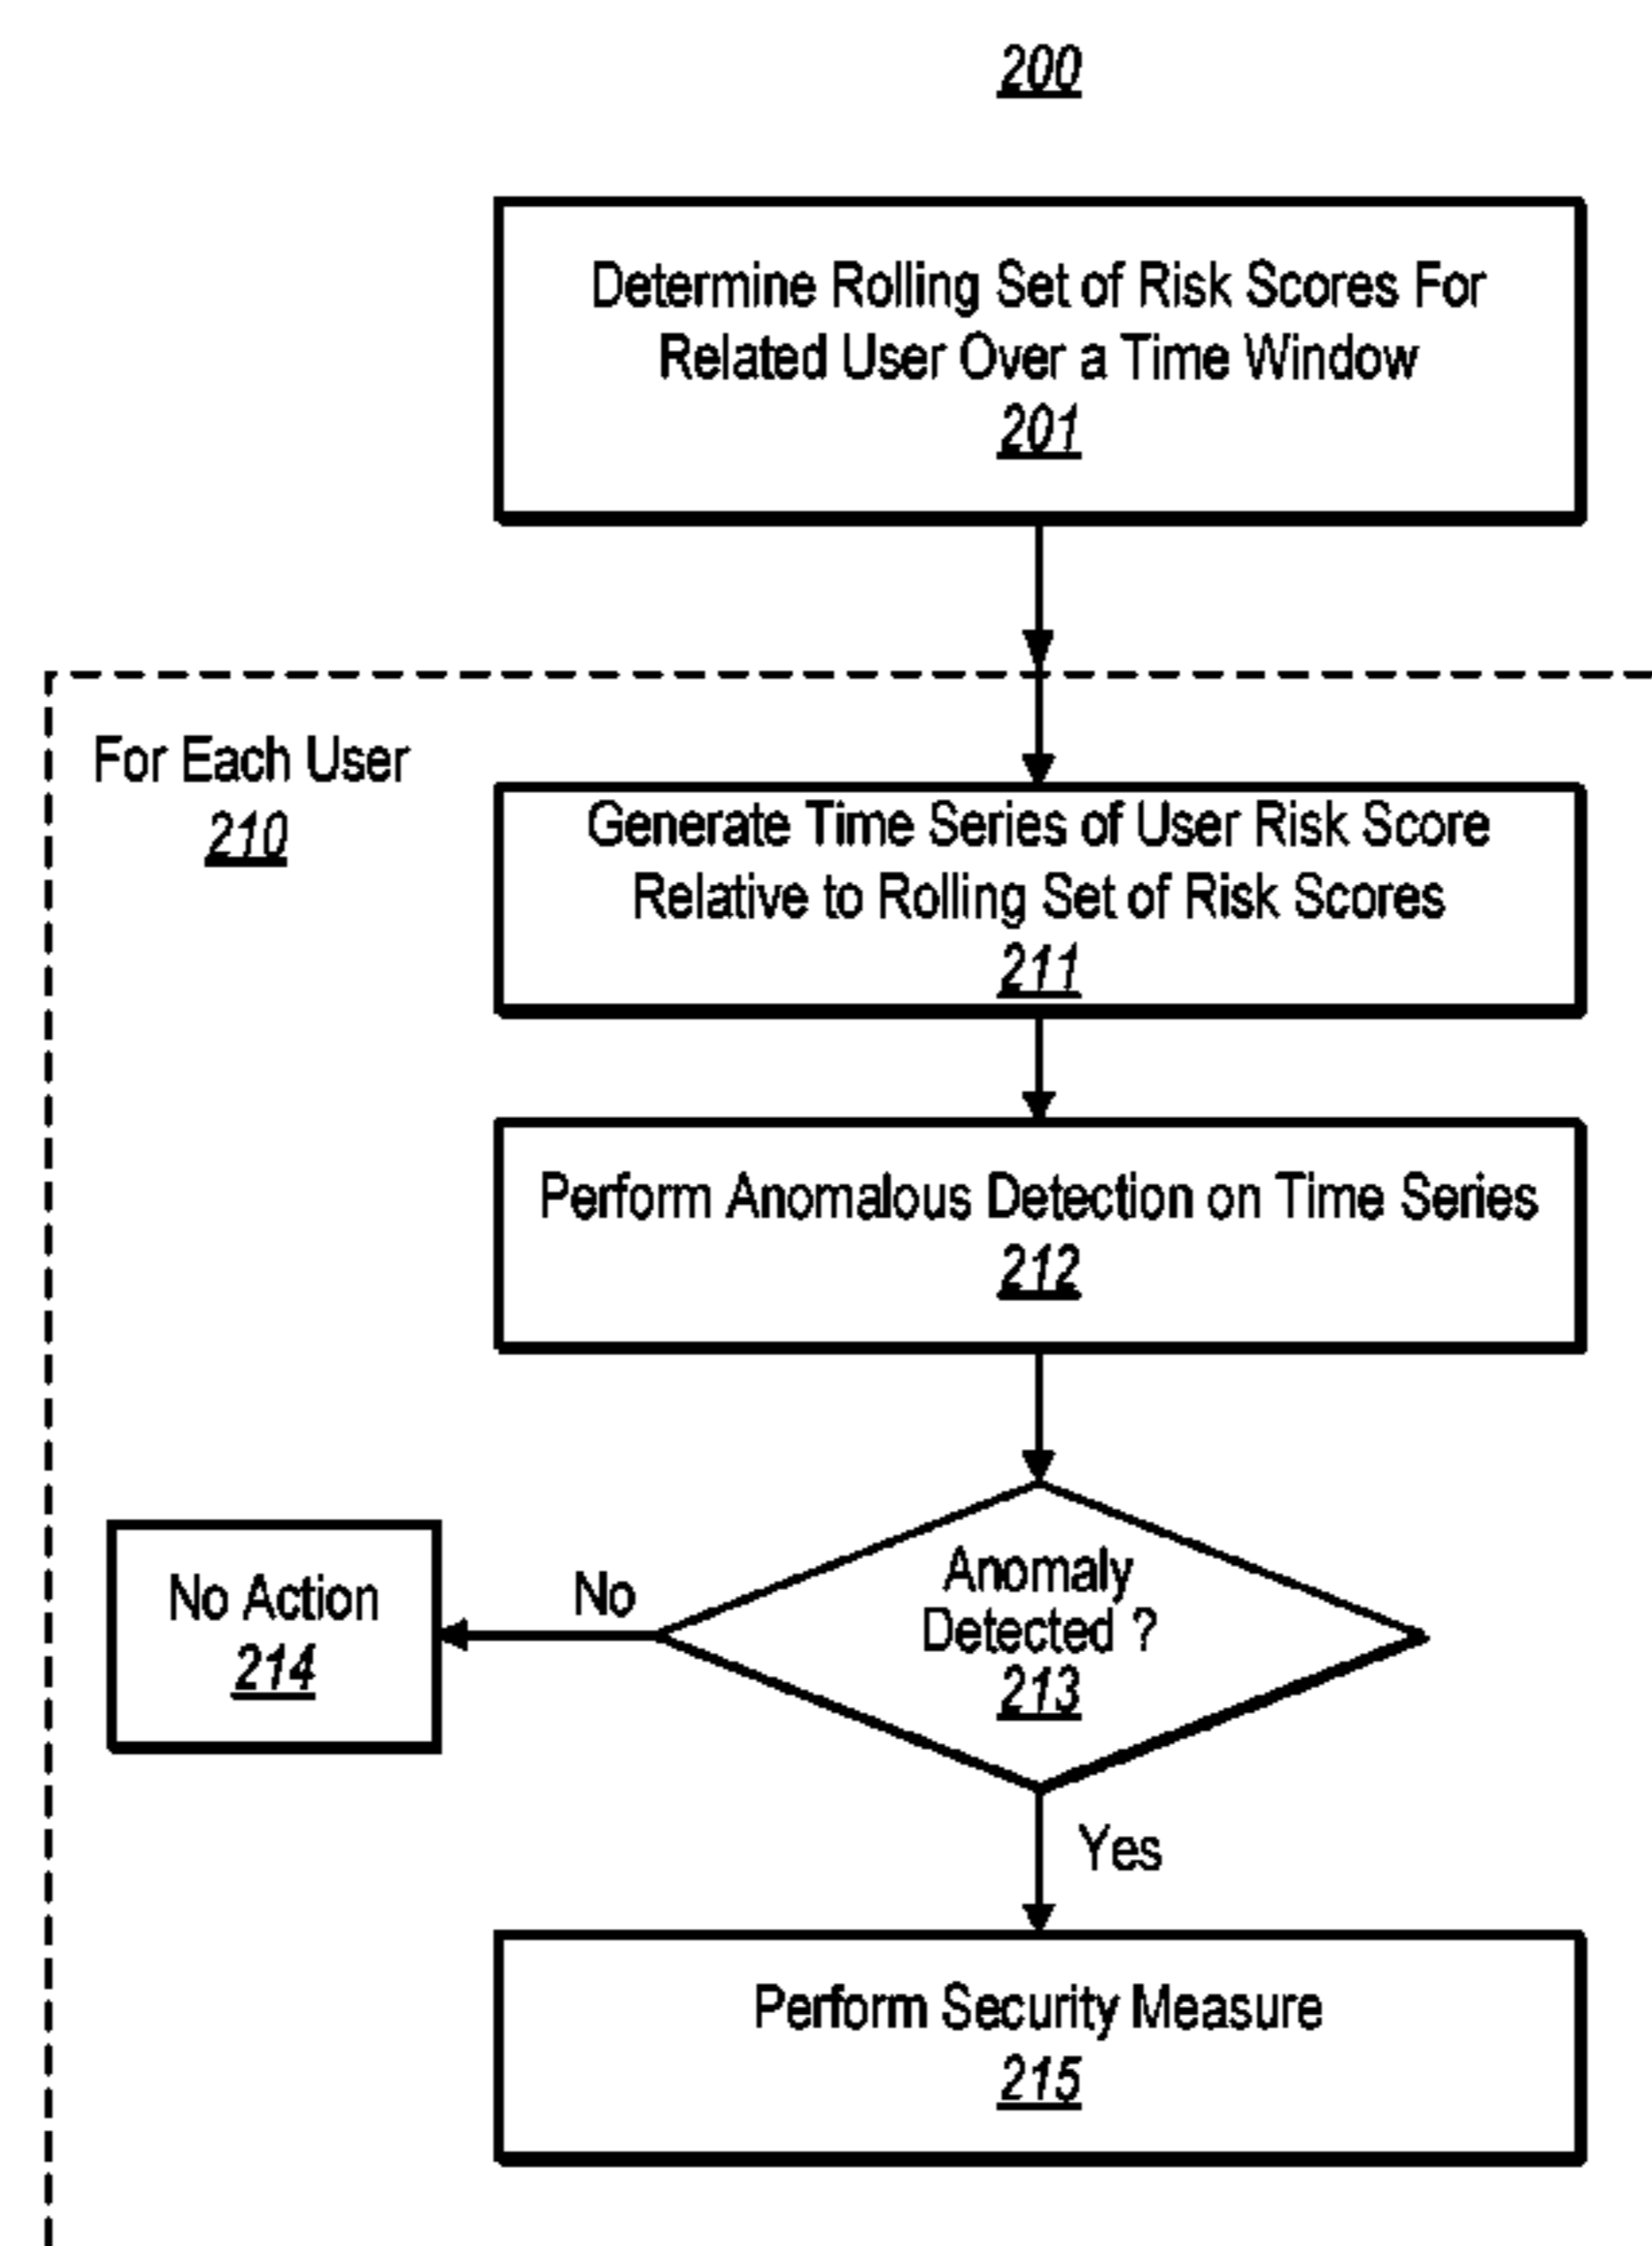 200
Determine Rolling Set of Risk Scores For
Related User Over a Time Window
201
For Each User
210
Generate Time Series of User Risk Score
Relative to Rolling Set of Risk Scores
211
Perform Anomalous Detection on Time Series
212
Anomaly
Detected ?
213
No
No Action
214
Yes
Perform Security Measure
215